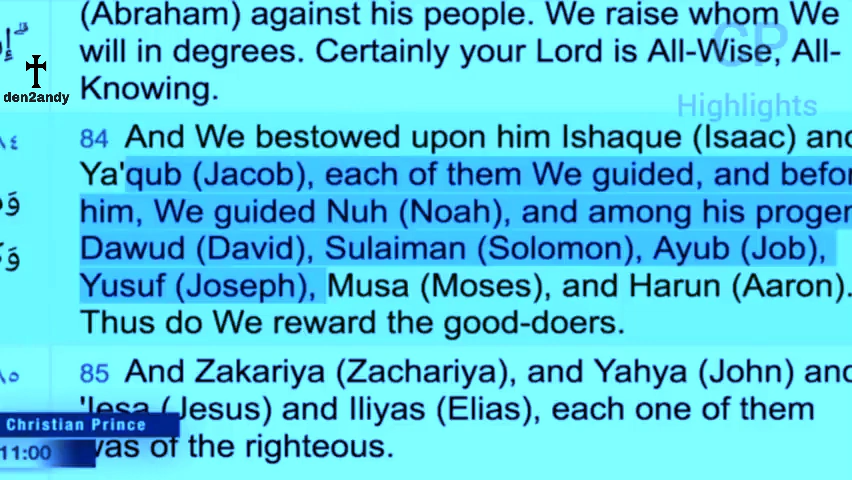 (Abraham) against his people. We raise whom We
will in degrees. Certainly your Lord is All-Wise, All-
Knowing.
CP
Highlights
den2andy
84 And We bestowed upon him Ishaque (Isaac) and
Ya'qub (Jacob), each of them We guided, and befor
him, We guided Nuh (Noah), and among his progen
Dawud (David), Sulaiman (Solomon), Ayub (Job),
Yusuf (Joseph), Musa (Moses), and Harun (Aaron).
Thus do We reward the good-doers.
85 And Zakariya (Zachariya), and Yahya (John) and
'Iesa (Jesus) and Iliyas (Elias), each one of them
was of the righteous.
Christian Prince
11:00